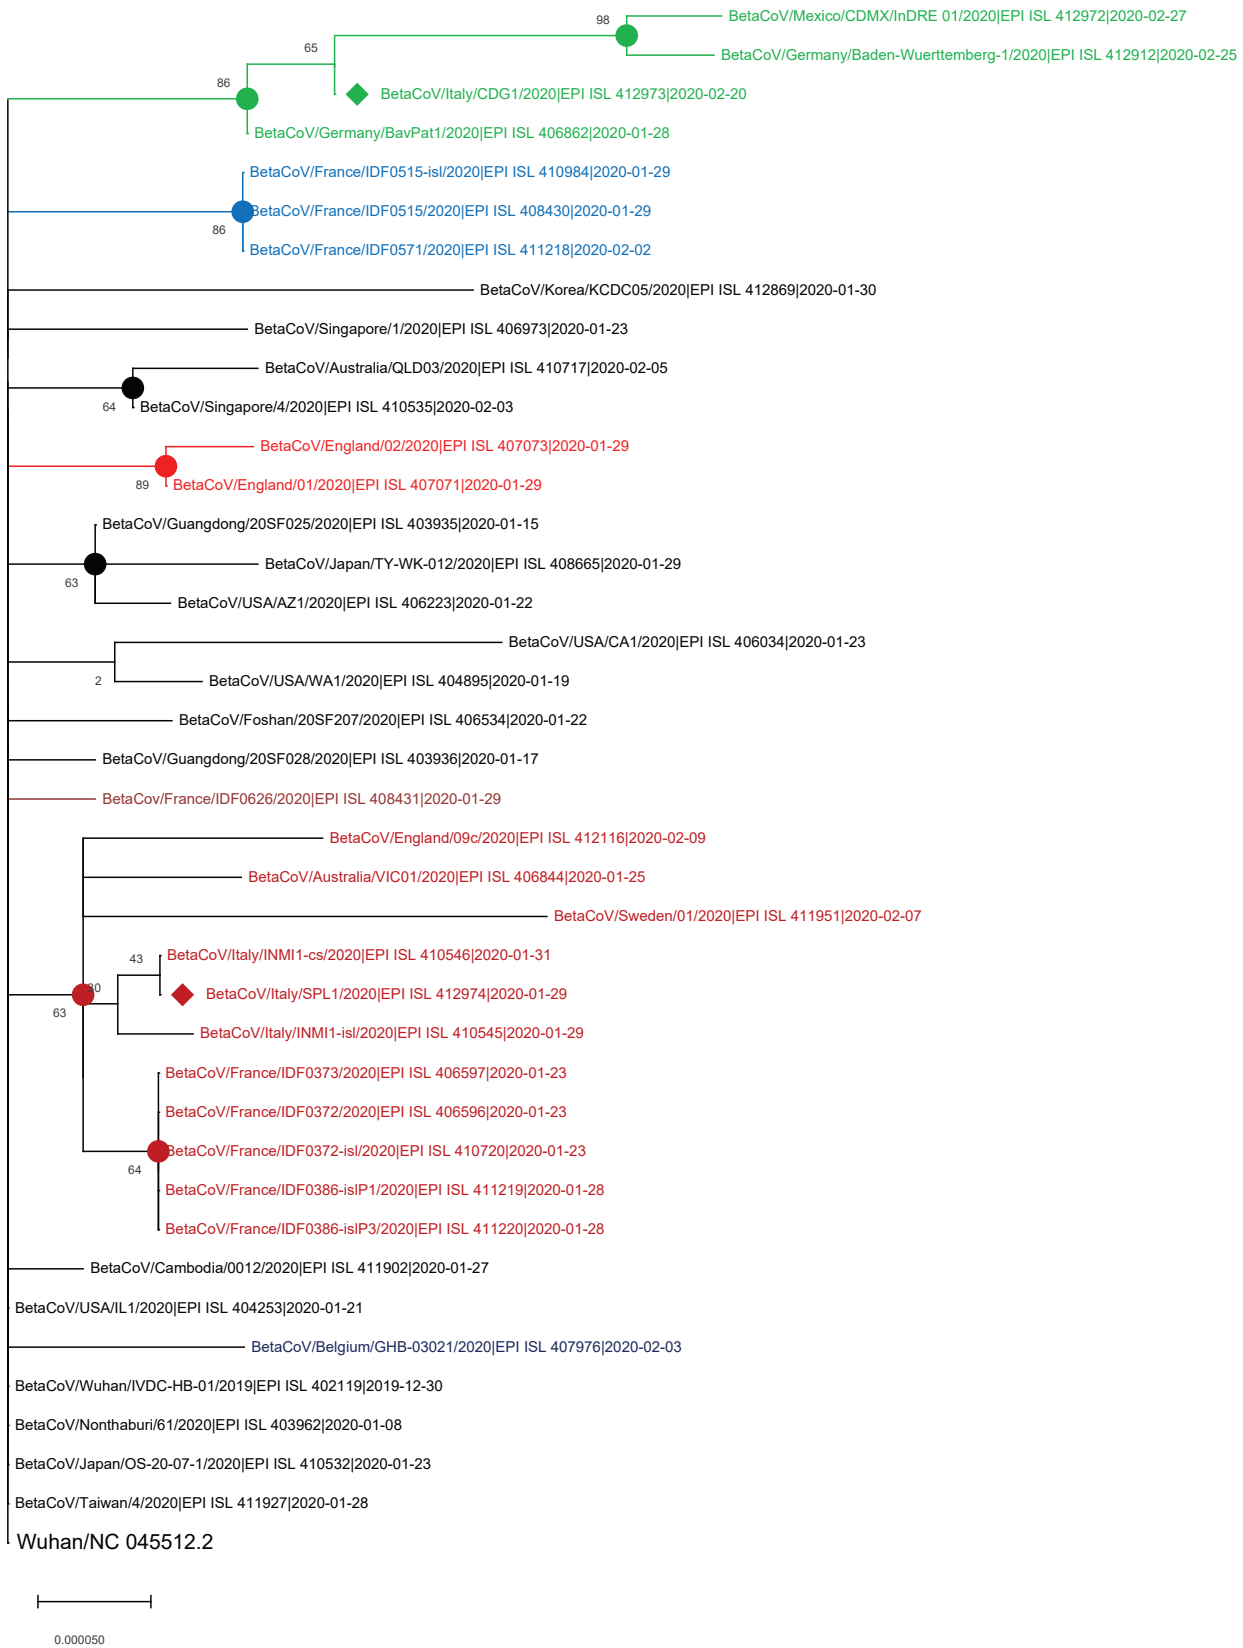 98
BetaCoV/Mexico/CDMX/InDRE 01/2020|EPI ISL 412972|2020-02-27
65
BetaCoV/Germany/Baden-Wuerttemberg-1/2020|EPI ISL 412912|2020-02-25
86
BetaCoV/Italy/CDG1/2020|EPI ISL 412973|2020-02-20
BetaCoV/Germany/BavPat1/2020|EPI ISL 406862|2020-01-28
BetaCoV/France/IDF0515-isl/2020|EPI ISL 410984|2020-01-29
BetaCoV/France/IDF0515/2020|EPI ISL 408430|2020-01-29
86
BetaCoV/France/IDF0571/2020|EPI ISL 411218|2020-02-02
BetaCoV/Korea/KCDC05/2020|EPI ISL 412869|2020-01-30
BetaCoV/Singapore/1/2020|EPI ISL 406973|2020-01-23
BetaCoV/Australia/QLD03/2020|EPI ISL 410717|2020-02-05
64
BetaCoV/Singapore/4/2020|EPI ISL 410535|2020-02-03
BetaCoV/England/02/2020|EPI ISL 407073|2020-01-29
89
BetaCoV/England/01/2020|EPI ISL 407071|2020-01-29
BetaCoV/Guangdong/20SF025/2020|EPI ISL 403935|2020-01-15
BetaCoV/Japan/TY-WK-012/2020|EPI ISL 408665|2020-01-29
63
BetaCoV/USA/AZ1/2020|EPI ISL 406223|2020-01-22
BetaCoV/USA/CA1/2020|EPI ISL 406034|2020-01-23
2
BetaCoV/USA/WA1/2020|EPI ISL 404895|2020-01-19
BetaCoV/Foshan/20SF207/2020|EPI ISL 406534|2020-01-22
BetaCoV/Guangdong/20SF028/2020|EPI ISL 403936|2020-01-17
BetaCov/France/IDF0626/2020|EPI ISL 408431|2020-01-29
BetaCoV/England/09c/2020|EPI ISL 412116|2020-02-09
BetaCoV/Australia/VIC01/2020|EPI ISL 406844|2020-01-25
BetaCoV/Sweden/01/2020|EPI ISL 411951|2020-02-07
43
BetaCoV/Italy/INMI1-cs/2020|EPI ISL 410546|2020-01-31
BetaCoV/Italy/SPL1/2020|EPI ISL 412974|2020-01-29
63
BetaCoV/Italy/INMI1-isl/2020|EPI ISL 410545|2020-01-29
BetaCoV/France/IDF0373/2020|EPI ISL 406597|2020-01-23
BetaCoV/France/IDF0372/2020|EPI ISL 406596|2020-01-23
BetaCoV/France/IDF0372-isl/2020|EPI ISL 410720|2020-01-23
64
BetaCoV/France/IDF0386-islP1/2020|EPI ISL 411219|2020-01-28
BetaCoV/France/IDF0386-islP3/2020|EPI ISL 411220|2020-01-28
BetaCoV/Cambodia/0012/2020|EPI ISL 411902|2020-01-27
BetaCoV/USA/IL1/2020|EPI ISL 404253|2020-01-21
BetaCoV/Belgium/GHB-03021/2020|EPI ISL 407976|2020-02-03
BetaCoV/Wuhan/IVDC-HB-01/2019|EPI ISL 402119|2019-12-30
BetaCoV/Nonthaburi/61/2020|EPI ISL 403962|2020-01-08
BetaCoV/Japan/OS-20-07-1/2020|EPI ISL 410532|2020-01-23
BetaCoV/Taiwan/4/2020|EPI ISL 411927|2020-01-28
Wuhan/NC 045512.2
0.000050